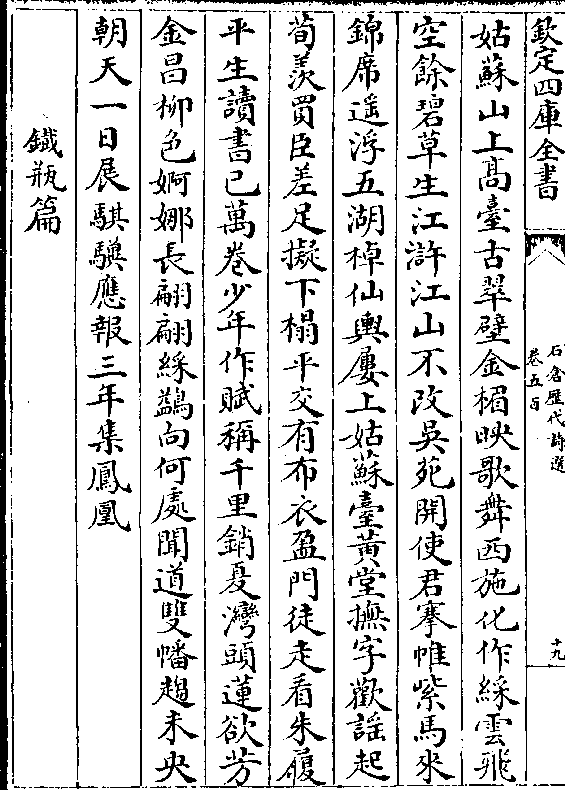 欽定四庫全書
石倉歷代詩選
卷五百
十九
姑蘇山上髙臺古翠壁金楣映歌舞西施化作綵雲飛
空餘碧草生江滸江山不改吳苑開使君搴帷紫馬來
錦席遥浮五湖棹仙輿屢上姑蘇臺黄堂撫字歡謡起
荀羨買臣差足擬下榻平交有布衣盈門徒走看朱履
平生讀書已萬卷少年作賦稱千里銷夏灣頭蓮欲芳
金昌柳色婀娜長翩翩綵鷁向何處聞道雙幡趨未央
朝天一日展騏驥應報三年集鳳凰
鐵瓶篇